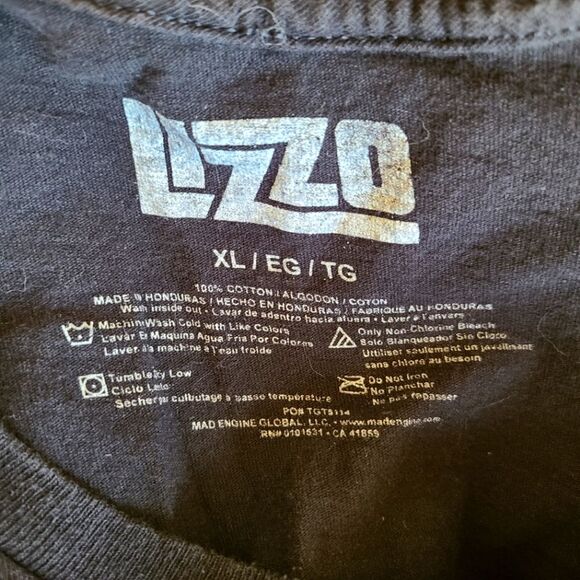 LIZZO
XL / EG / TG
100% COTTON / ALGODON / COTON
MADE IN HONDURAS / HECHO EN HONDURAS / FABRIQUE AU HONDURAS
Wash inside out • Lavar de adentro hacia afuera • Laver à l'envers
Machine Wash Cold with Like Colors
Lavar A Maquina Agua Fria Por Colores
Laver à la machine à l'eau froide
Only Non-Chlorine Bleach
Solo Blanqueador Sin Cloro
Utiliser seulement un javellisant
sans chlore au besoin
Tumble Dry Low
Ciclo Leve
Sécher par culbutage à basse température
Do Not Iron
No Planchar
Ne pas repasser
PO# TGT5114
MAD ENGINE GLOBAL, LLC. • www.madengine.com
RN# 0101631 • CA 41855